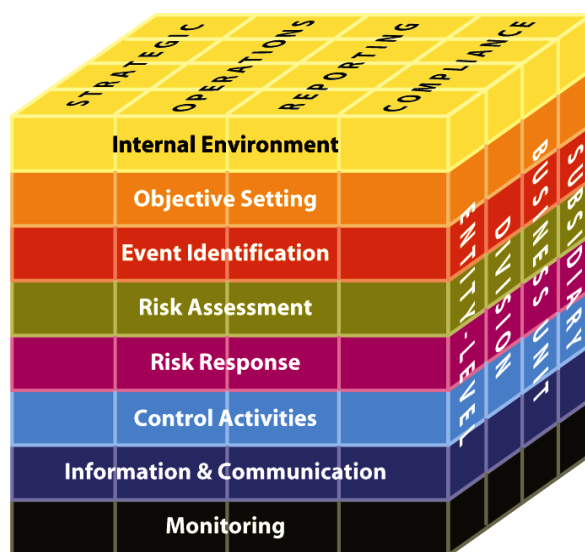 STRATEGIC
OPERATIONS
REPORTING
COMPLIANCE
Internal Environment
Objective Setting
Event Identification
Risk Assessment
Risk Response
Control Activities
Information & Communication
Monitoring
ENTITY-LEVEL
DIVISION
BUSINESS UNIT
SUBSIDIARY